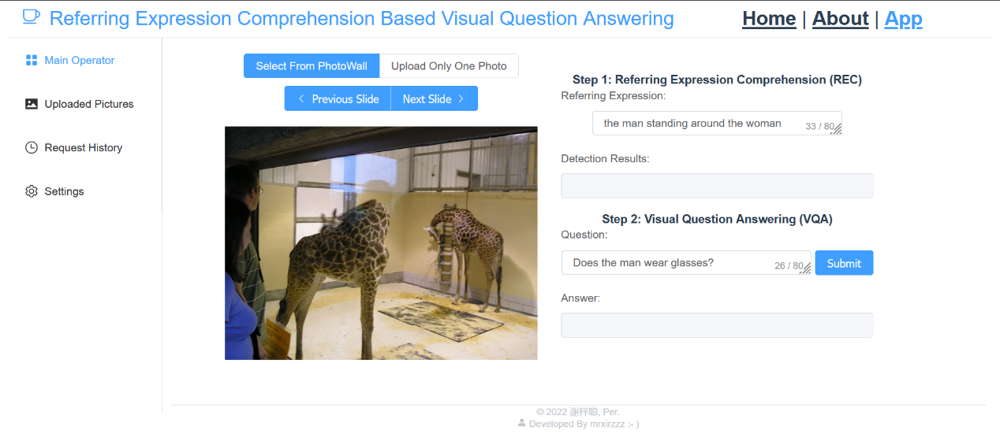 Referring Expression Comprehension Based Visual Question Answering
Home | About | App
Main Operator
Uploaded Pictures
Request History
Settings
Select From PhotoWall
Upload Only One Photo
Previous Slide
Next Slide
Step 1: Referring Expression Comprehension (REC)
Referring Expression:
the man standing around the woman
33 / 80
Detection Results:
Step 2: Visual Question Answering (VQA)
Question:
Does the man wear glasses?
26 / 80
Submit
Answer:
© 2022 谢梓聪, Per.
Developed By mrxirzzz :- )